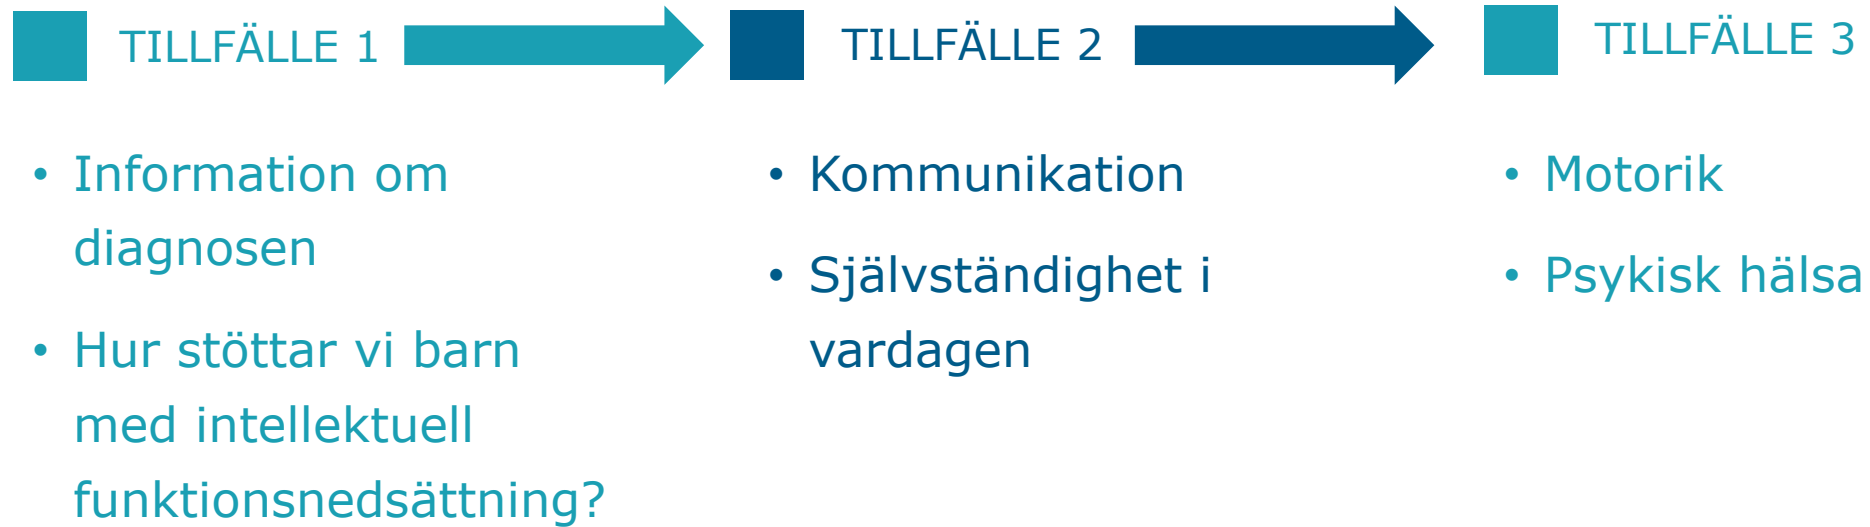 TILLFÄLLE 1
• Information om
diagnosen
• Hur stöttar vi barn
med intellektuell
funktionsnedsättning?
TILLFÄLLE 2
• Kommunikation
• Självständighet i
vardagen
TILLFÄLLE 3
• Motorik
• Psykisk hälsa